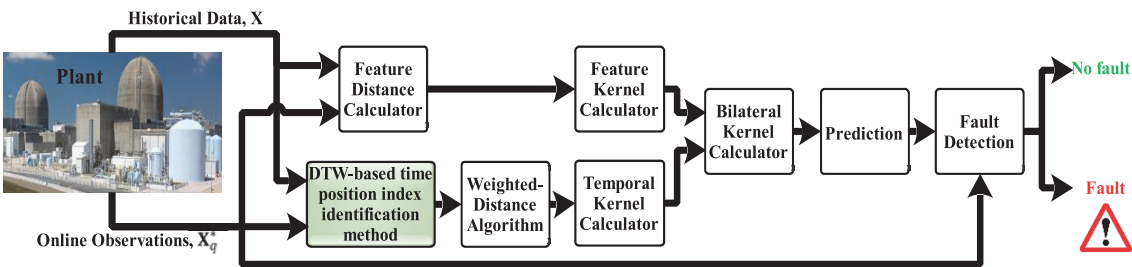 Historical Data, X
Plant
Feature
Distance
Calculator
Feature
Kernel
Calculator
No fault
Bilateral
Kernel
Calculator
Prediction
Fault
Detection
DTW-based time
position index
identification
method
Weighted-
Distance
Algorithm
Temporal
Kernel
Calculator
Fault
Online Observations, X*q